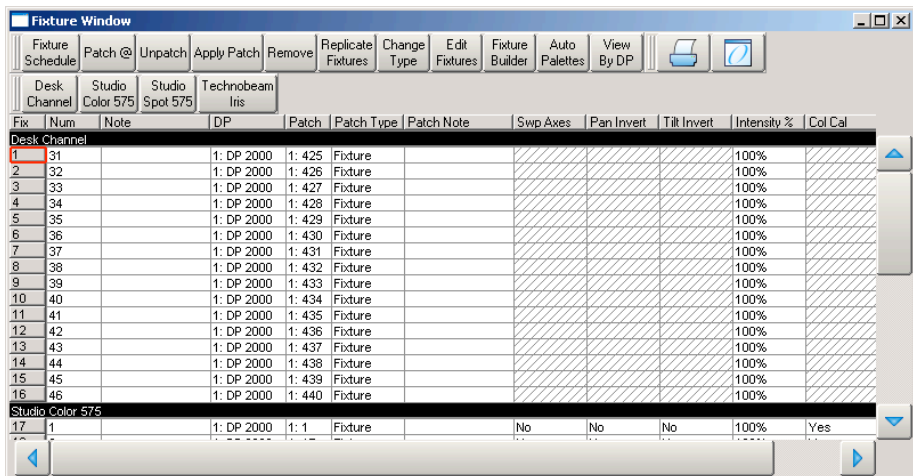 Fixture Window
Fixture Schedule Patch @ Unpatch Apply Patch Remove Replicate Fixtures Change Type Edit Fixtures Fixture Builder Auto Palettes View By DP
Desk Channel Studio Color 575 Studio Spot 575 Technobeam Iris
Fix Num Note DP Patch Patch Type Patch Note Swp Axes Pan Invert Tilt Invert Intensity % Col Cal
Desk Channel
1 31 1: DP 2000 1: 425 Fixture 100%
2 32 1: DP 2000 1: 426 Fixture 100%
3 33 1: DP 2000 1: 427 Fixture 100%
4 34 1: DP 2000 1: 428 Fixture 100%
5 35 1: DP 2000 1: 429 Fixture 100%
6 36 1: DP 2000 1: 430 Fixture 100%
7 37 1: DP 2000 1: 431 Fixture 100%
8 38 1: DP 2000 1: 432 Fixture 100%
9 39 1: DP 2000 1: 433 Fixture 100%
10 40 1: DP 2000 1: 434 Fixture 100%
11 41 1: DP 2000 1: 435 Fixture 100%
12 42 1: DP 2000 1: 436 Fixture 100%
13 43 1: DP 2000 1: 437 Fixture 100%
14 44 1: DP 2000 1: 438 Fixture 100%
15 45 1: DP 2000 1: 439 Fixture 100%
16 46 1: DP 2000 1: 440 Fixture 100%
Studio Color 575
17 1 1: DP 2000 1: 1 Fixture No No No 100% Yes